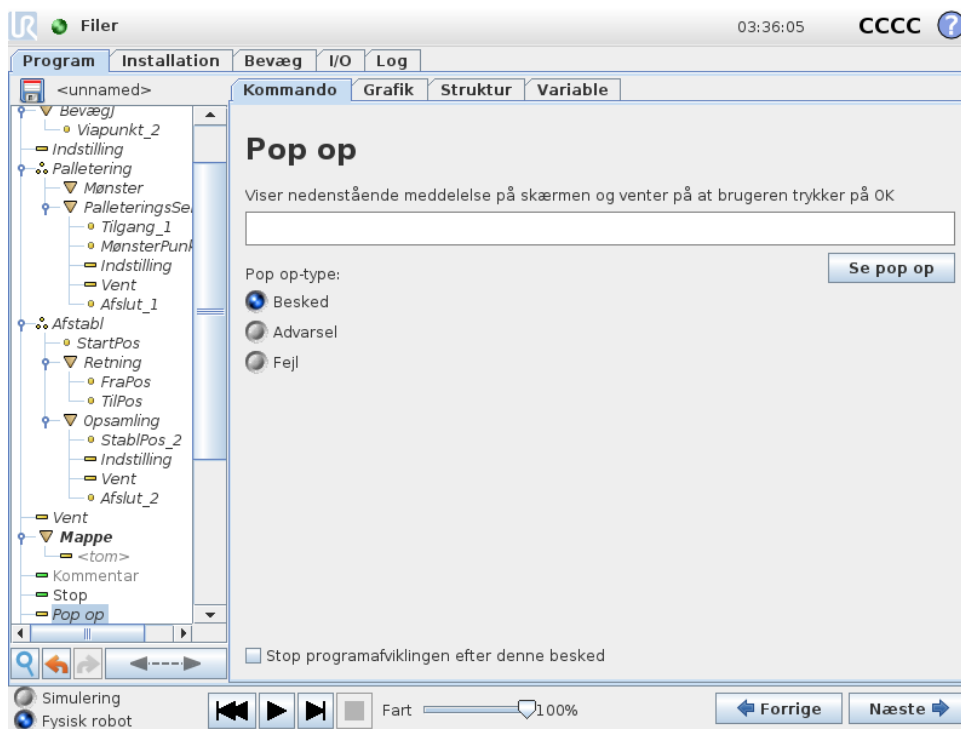 UR Filer 03:36:05 CCCC ?
Program Installation Bevæg I/O Log
<unnamed> Kommando Grafik Struktur Variable
BevægJ
Viapunkt_2
Indstilling
Palletering
Mønster
PalleteringsSe
Tilgang_1
MønsterPunk
Indstilling
Vent
Afslut_1
Afstabl
StartPos
Retning
FraPos
TilPos
Opsamling
StablPos_2
Indstilling
Vent
Afslut_2
Vent
Mappe
<tom>
Kommentar
Stop
Pop op
Pop op
Viser nedenstående meddelelse på skærmen og venter på at brugeren trykker på OK
Se pop op
Pop op-type:
Besked
Advarsel
Fejl
Stop programafviklingen efter denne besked
Simulering
Fysisk robot
Fart 100%
Forrige Næste